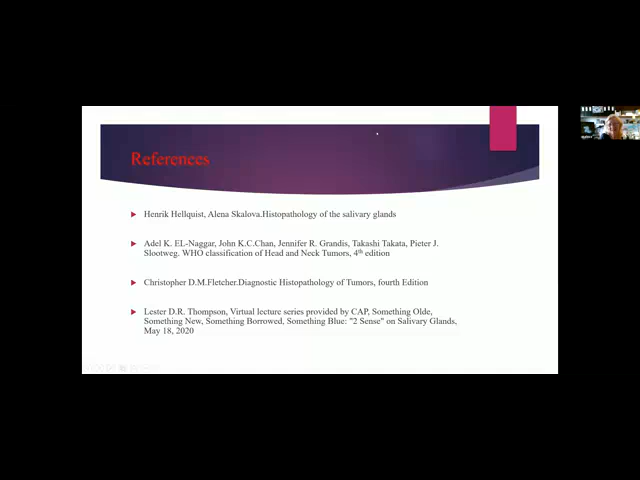 References
Henrik Hellquist, Alena Skalova.Histopathology of the salivary glands
Adel K. EL-Naggar, John K.C.Chan, Jennifer R. Grandis, Takashi Takata, Pieter J.
Slootweg. WHO classification of Head and Neck Tumors, 4th edition
Christopher D.M.Fletcher.Diagnostic Histopathology of Tumors, fourth Edition
Lester D.R. Thompson, Virtual lecture series provided by CAP, Something Olde,
Something New, Something Borrowed, Something Blue: "2 Sense" on Salivary Glands,
May 18, 2020